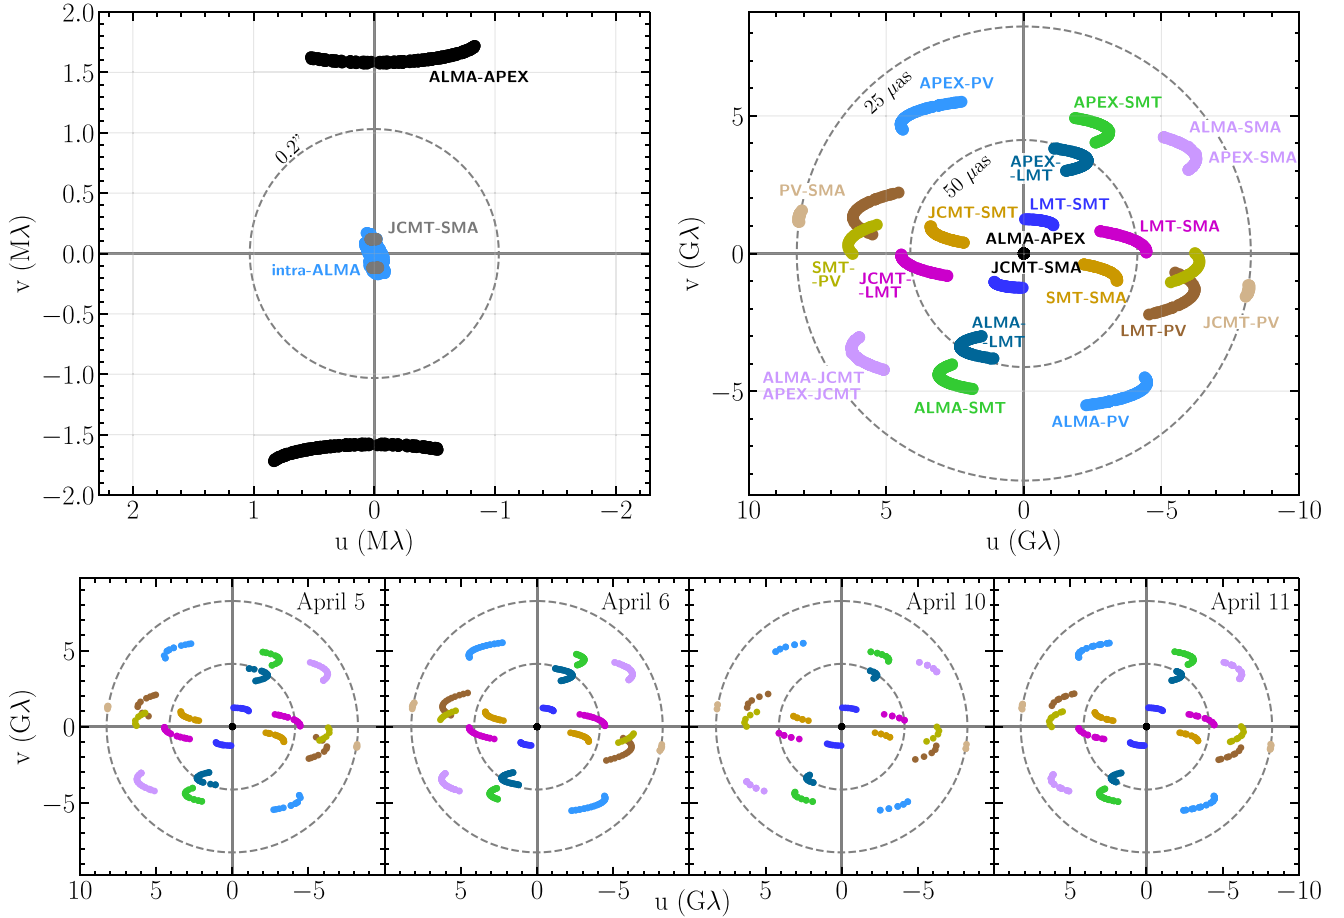 2.0
1.5
1.0
0.5
0.0
−0.5
−1.0
−1.5
−2.0
v (Mλ)
2
1
0
−1
−2
u (Mλ)
ALMA-APEX
0.2"
JCMT-SMA
intra-ALMA
5
0
−5
v (Gλ)
10
5
0
−5
−10
u (Gλ)
25 μas
50 μas
APEX-PV
APEX-SMT
ALMA-SMA
APEX-SMA
APEX-
-LMT
PV-SMA
JCMT-SMT
LMT-SMT
LMT-SMA
ALMA-APEX
SMT-
-PV
JCMT-
-LMT
JCMT-SMA
SMT-SMA
LMT-PV
JCMT-PV
ALMA-
-LMT
ALMA-JCMT
APEX-JCMT
ALMA-SMT
ALMA-PV
April 5
April 6
April 10
April 11
5
0
−5
v (Gλ)
10
5
0
−5
5
0
−5
5
0
−5
5
0
−5
−10
u (Gλ)